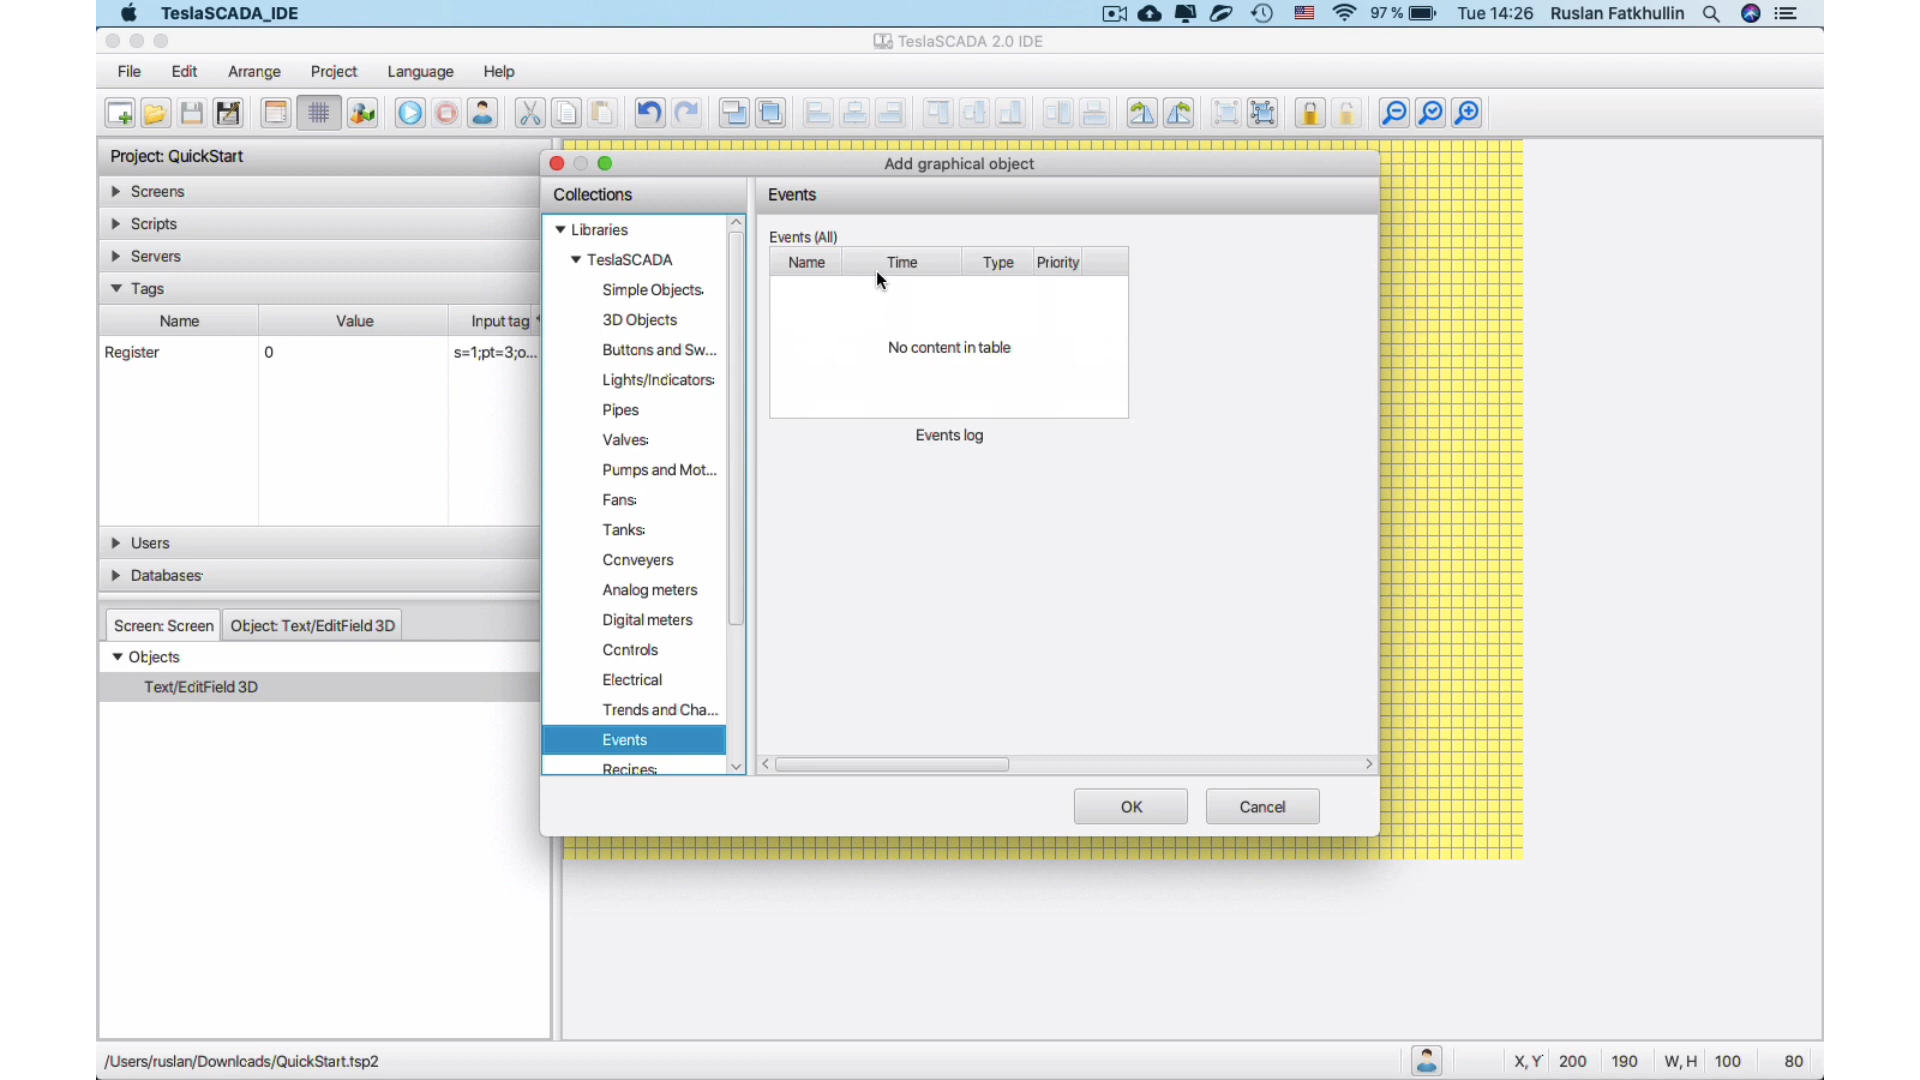 TeslaSCADA_IDE 97 % Tue 14:26 Ruslan Fatkhullin
TeslaSCADA 2.0 IDE
File Edit Arrange Project Language Help
Project: QuickStart
Screens
Scripts
Servers
Tags
Name Value Input tag
Register 0 s=1;pt=3;o...
Users
Databases
Screen: Screen Object: Text/EditField 3D
Objects
Text/EditField 3D
Add graphical object
Collections
Libraries
TeslaSCADA
Simple Objects
3D Objects
Buttons and Sw...
Lights/Indicators
Pipes
Valves
Pumps and Mot...
Fans
Tanks
Conveyers
Analog meters
Digital meters
Controls
Electrical
Trends and Cha...
Events
Recipes
Events
Events (All)
Name Time Type Priority
No content in table
Events log
OK Cancel
/Users/ruslan/Downloads/QuickStart.tsp2 X, Y 200 190 W, H 100 80